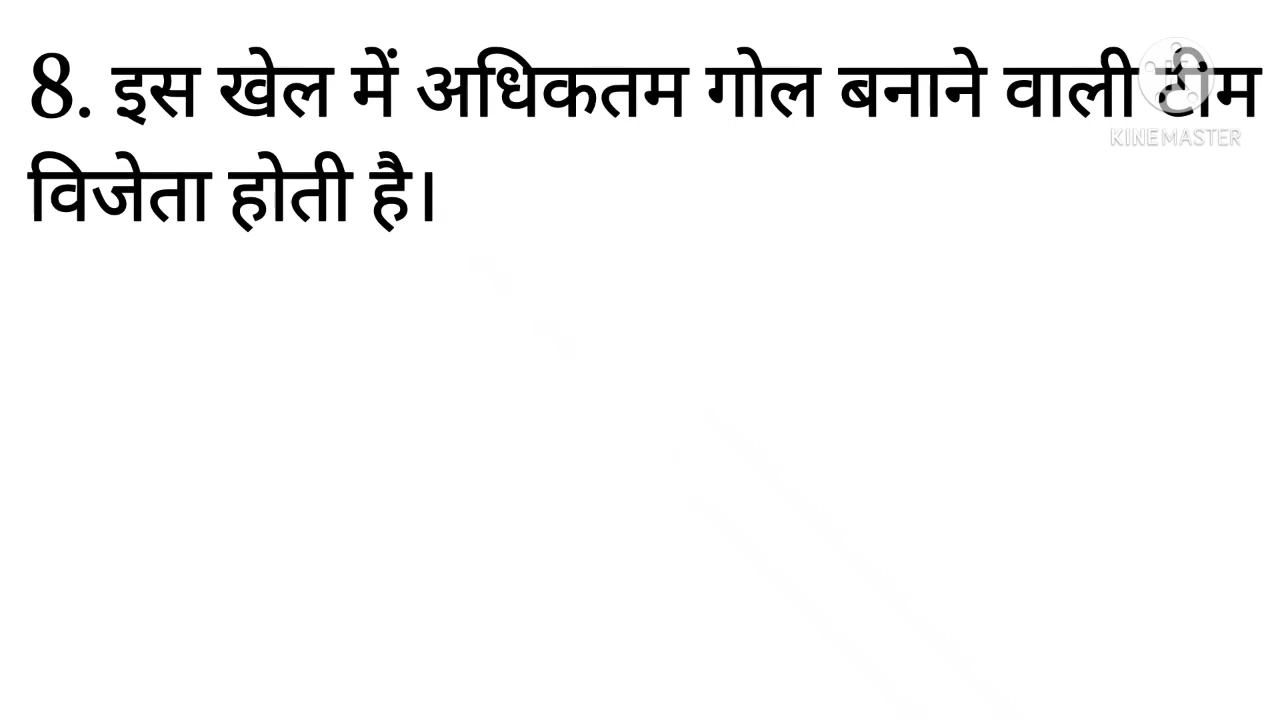 8. इस खेल में अधिकतम गोल बनाने वाली टीम
विजेता होती है।
KINEMASTER